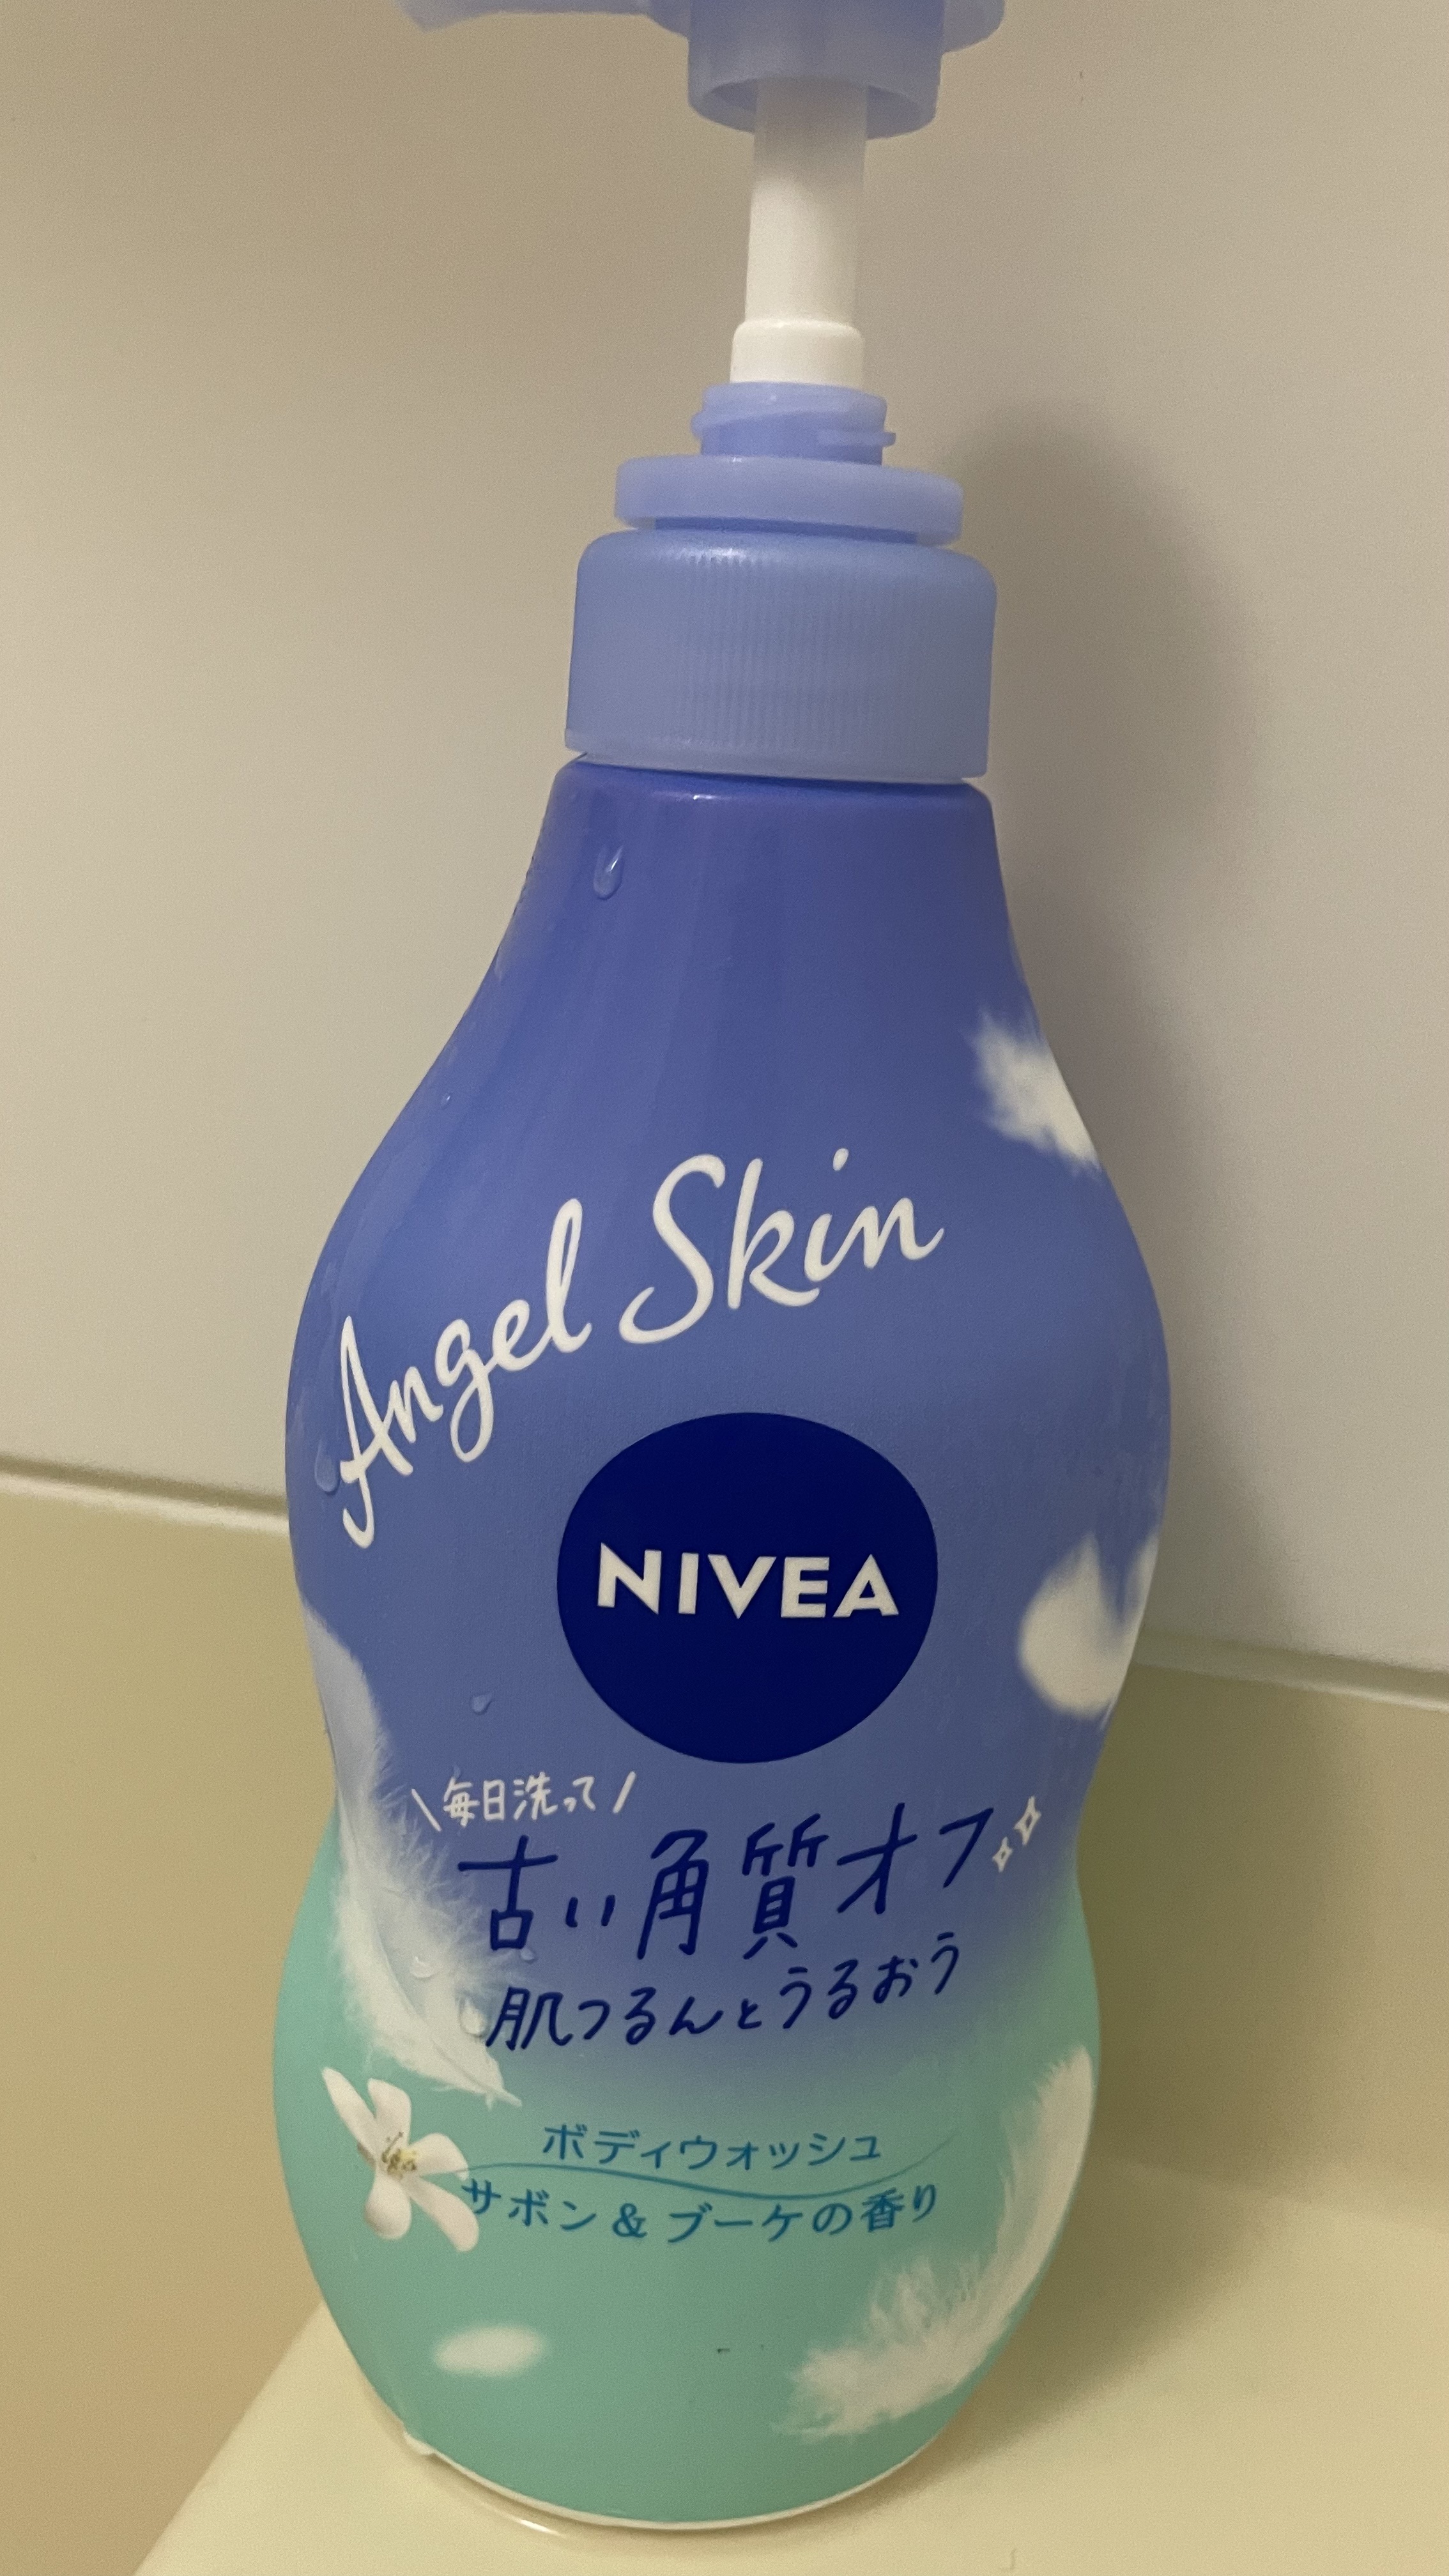 Angel Skin
NIVEA
\毎日洗って/
古い角質オフ
肌つるんとうるおう
ボディウォッシュ
サボン & ブーケの香り